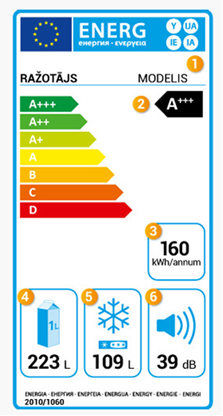 ENERG
енергия · ενεργεια
Y UA
IE IA
1
RAŽOTĀJS MODELIS
A+++
2 A+++
A++
A+
A
B
C
D
3
160
kWh/annum
4 5 6
1L
223 L 109 L 39 dB
ENERGIA · ЕНЕРГИЯ · ΕΝΕΡΓΕΙΑ · ENERGIJA · ENERGY · ENERGIE · ENERGI
2010/1060